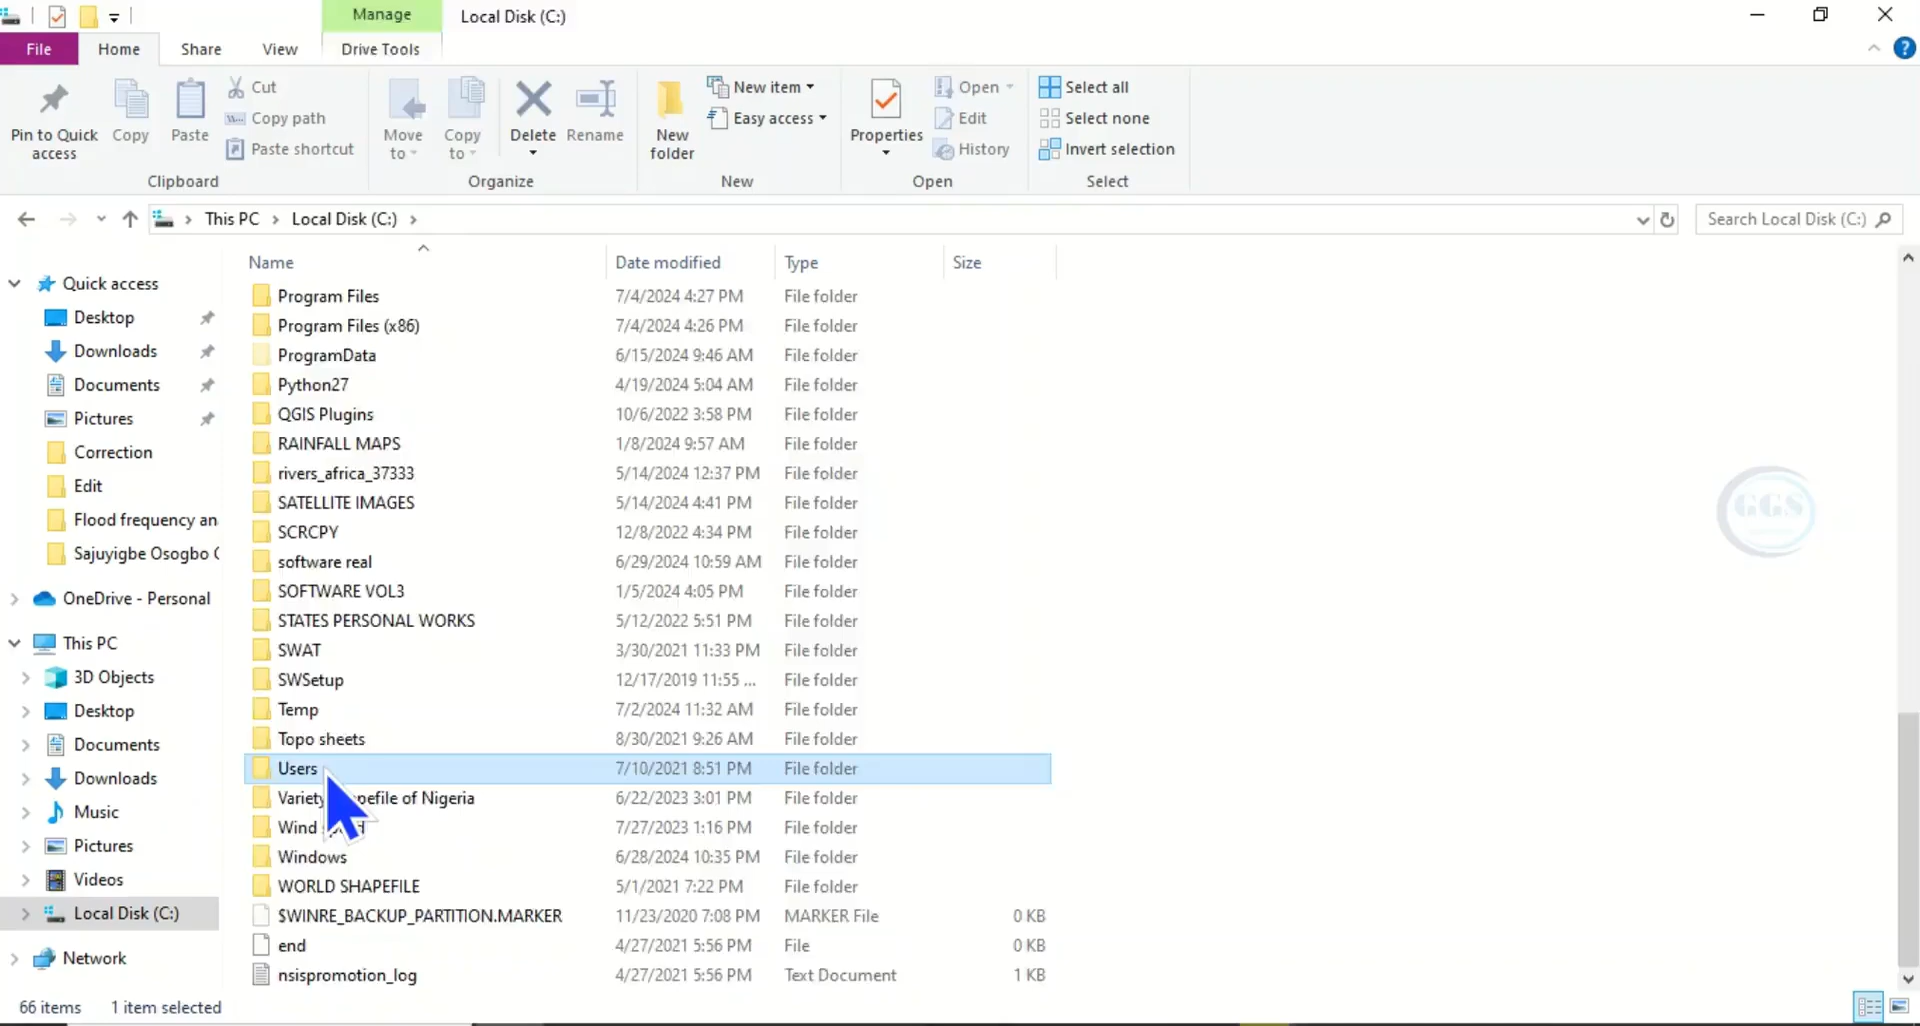 Manage
Local Disk (C:)
File
Home
Share
View
Drive Tools
Pin to Quick access
Copy
Paste
Cut
Copy path
Paste shortcut
Clipboard
Move to
Copy to
Delete
Rename
Organize
New folder
New item
Easy access
New
Properties
Open
Edit
History
Open
Select all
Select none
Invert selection
Select
This PC
Local Disk (C:)
Search Local Disk (C:)
Quick access
Desktop
Downloads
Documents
Pictures
Correction
Edit
Flood frequency an
Sajuyigbe Osogbo
OneDrive - Personal
This PC
3D Objects
Desktop
Documents
Downloads
Music
Pictures
Videos
Local Disk (C:)
Network
Name Date modified Type Size
Program Files 7/4/2024 4:27 PM File folder
Program Files (x86) 7/4/2024 4:26 PM File folder
ProgramData 6/15/2024 9:46 AM File folder
Python27 4/19/2024 5:04 AM File folder
QGIS Plugins 10/6/2022 3:58 PM File folder
RAINFALL MAPS 1/8/2024 9:57 AM File folder
rivers_africa_37333 5/14/2024 12:37 PM File folder
SATELLITE IMAGES 5/14/2024 4:41 PM File folder
SCRCPY 12/8/2022 4:34 PM File folder
software real 6/29/2024 10:59 AM File folder
SOFTWARE VOL3 1/5/2024 4:05 PM File folder
STATES PERSONAL WORKS 5/12/2022 5:51 PM File folder
SWAT 3/30/2021 11:33 PM File folder
SWSetup 12/17/2019 11:55 ... File folder
Temp 7/2/2024 11:32 AM File folder
Topo sheets 8/30/2021 9:26 AM File folder
Users 7/10/2021 8:51 PM File folder
Variety of Nigeria 6/22/2023 3:01 PM File folder
Wind 7/27/2023 1:16 PM File folder
Windows 6/28/2024 10:35 PM File folder
WORLD SHAPEFILE 5/1/2021 7:22 PM File folder
$WINRE_BACKUP_PARTITION.MARKER 11/23/2020 7:08 PM MARKER File 0 KB
end 4/27/2021 5:56 PM File 0 KB
nsispromotion_log 4/27/2021 5:56 PM Text Document 1 KB
GGS
66 items 1 item selected